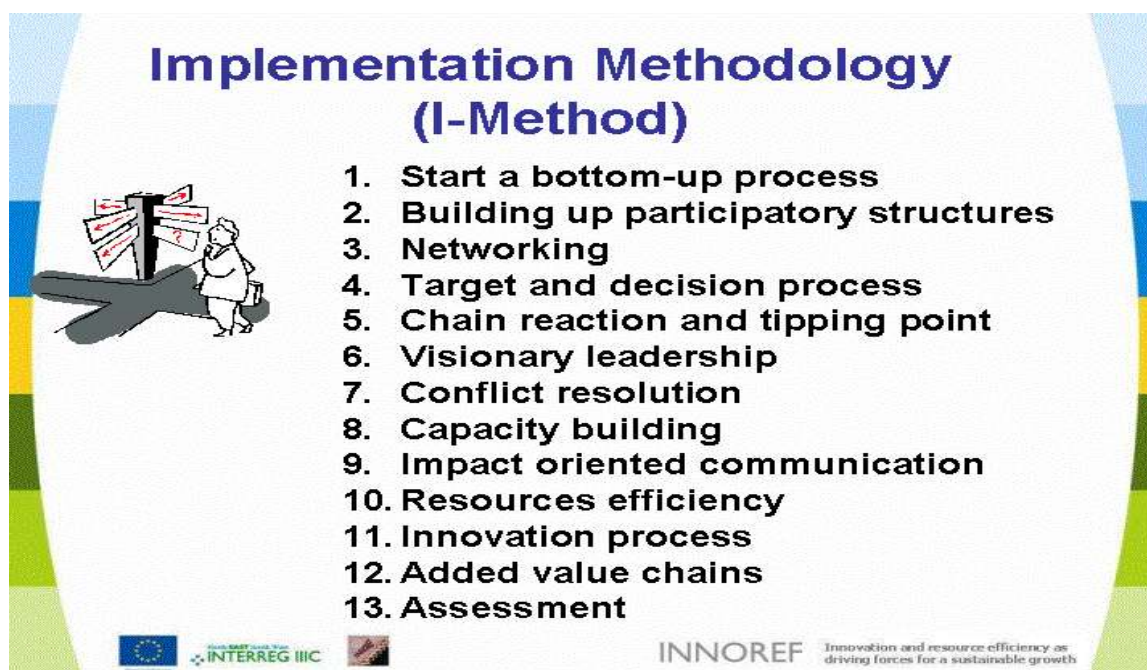 Implementation Methodology
(I-Method)
1. Start a bottom-up process
2. Building up participatory structures
3. Networking
4. Target and decision process
5. Chain reaction and tipping point
6. Visionary leadership
7. Conflict resolution
8. Capacity building
9. Impact oriented communication
10. Resources efficiency
11. Innovation process
12. Added value chains
13. Assessment
?
INTERREG IIIC
INNOREF
Innovation and resource efficiency as
driving forces for a sustainable growth